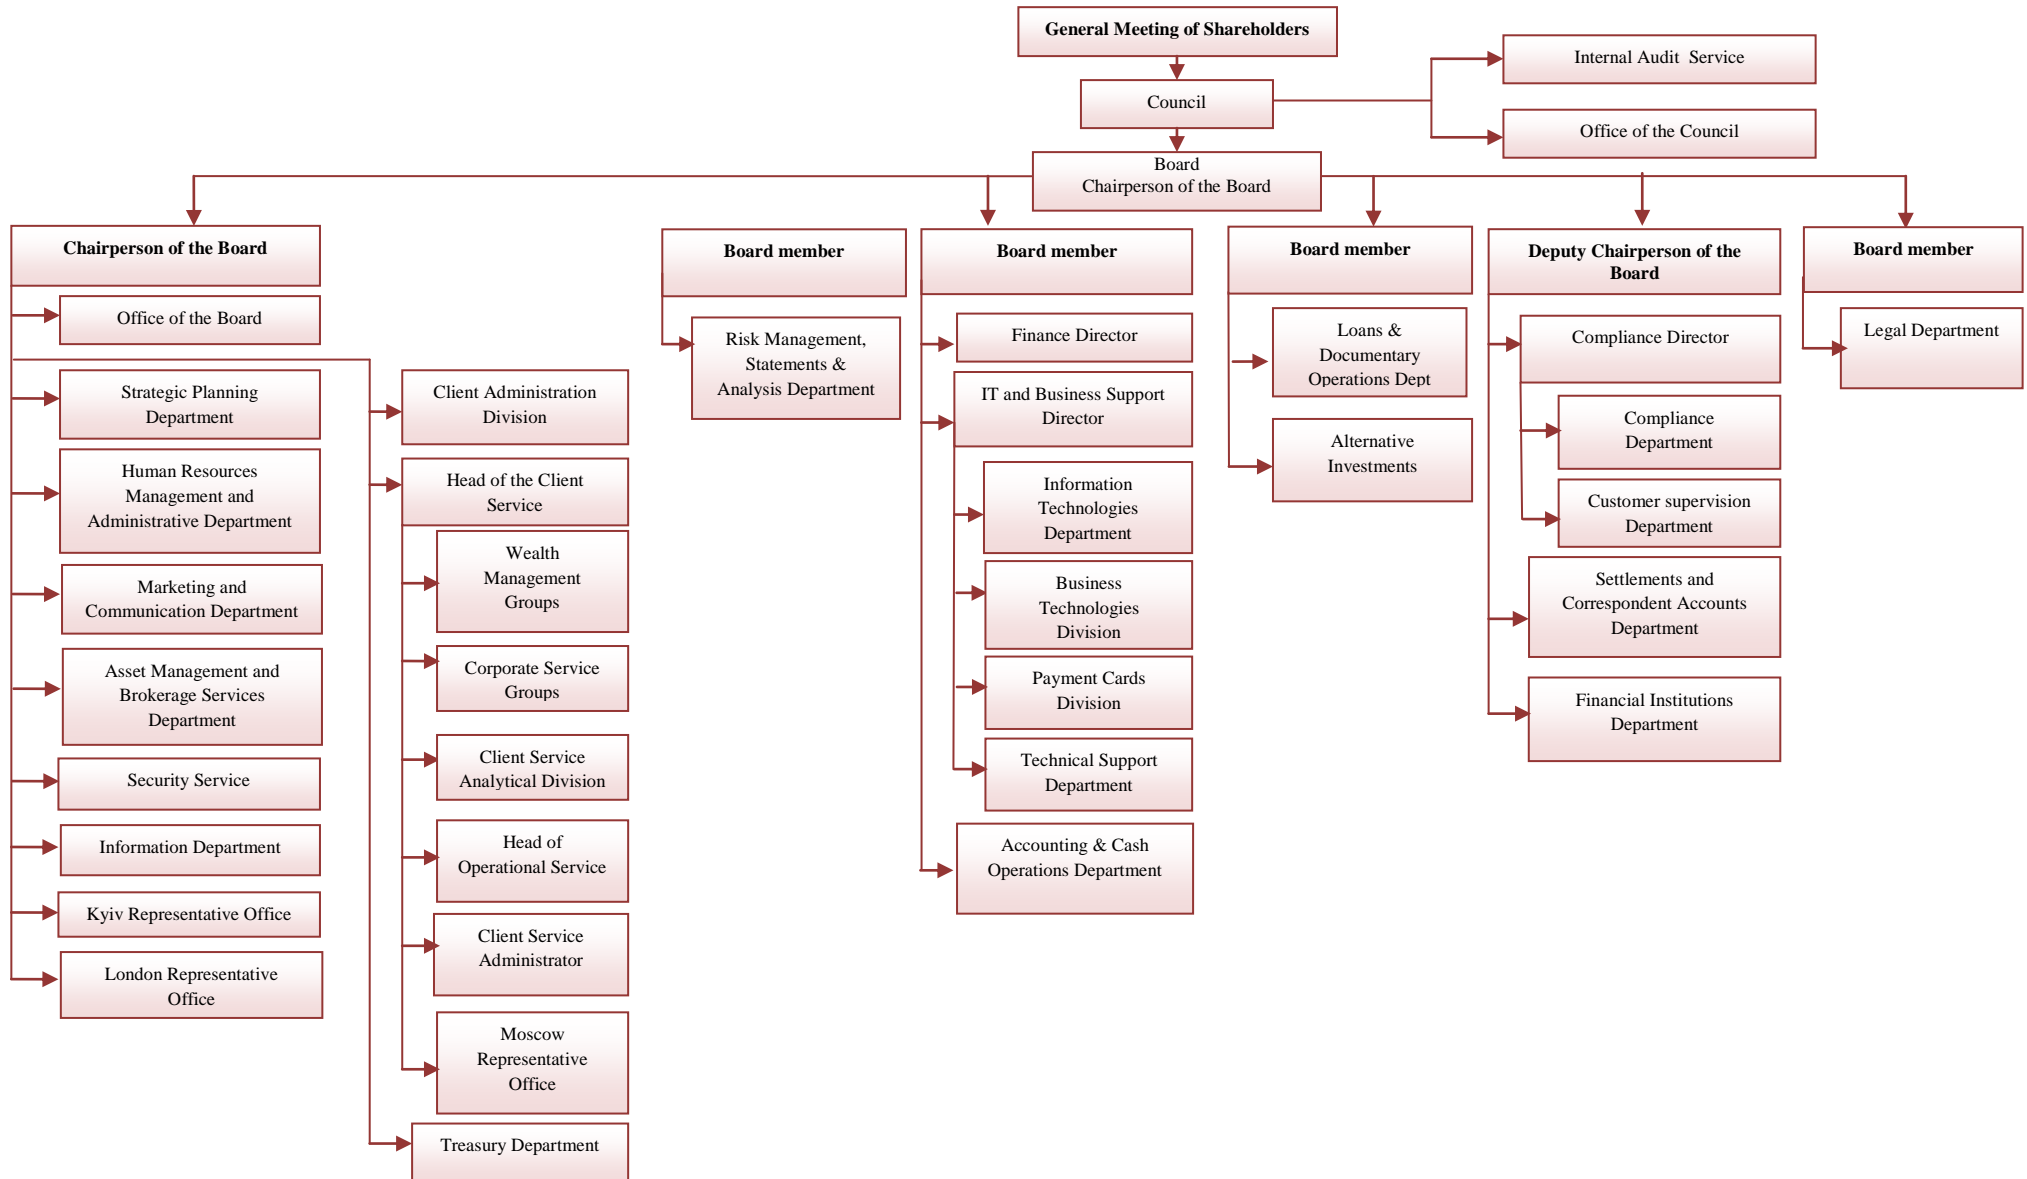 General Meeting of Shareholders
Internal Audit Service
Council
Office of the Council
Board
Chairperson of the Board
Chairperson of the Board
Office of the Board
Strategic Planning
Department
Human Resources
Management and
Administrative Department
Marketing and
Communication Department
Asset Management and
Brokerage Services
Department
Security Service
Information Department
Kyiv Representative Office
London Representative
Office
Client Administration
Division
Head of the Client
Service
Wealth
Management
Groups
Corporate Service
Groups
Client Service
Analytical Division
Head of
Operational Service
Client Service
Administrator
Moscow
Representative
Office
Treasury Department
Board member
Risk Management,
Statements &
Analysis Department
Board member
Finance Director
IT and Business Support
Director
Information
Technologies
Department
Business
Technologies
Division
Payment Cards
Division
Technical Support
Department
Accounting & Cash
Operations Department
Board member
Loans &
Documentary
Operations Dept
Alternative
Investments
Deputy Chairperson of the
Board
Compliance Director
Compliance
Department
Customer supervision
Department
Settlements and
Correspondent Accounts
Department
Financial Institutions
Department
Board member
Legal Department